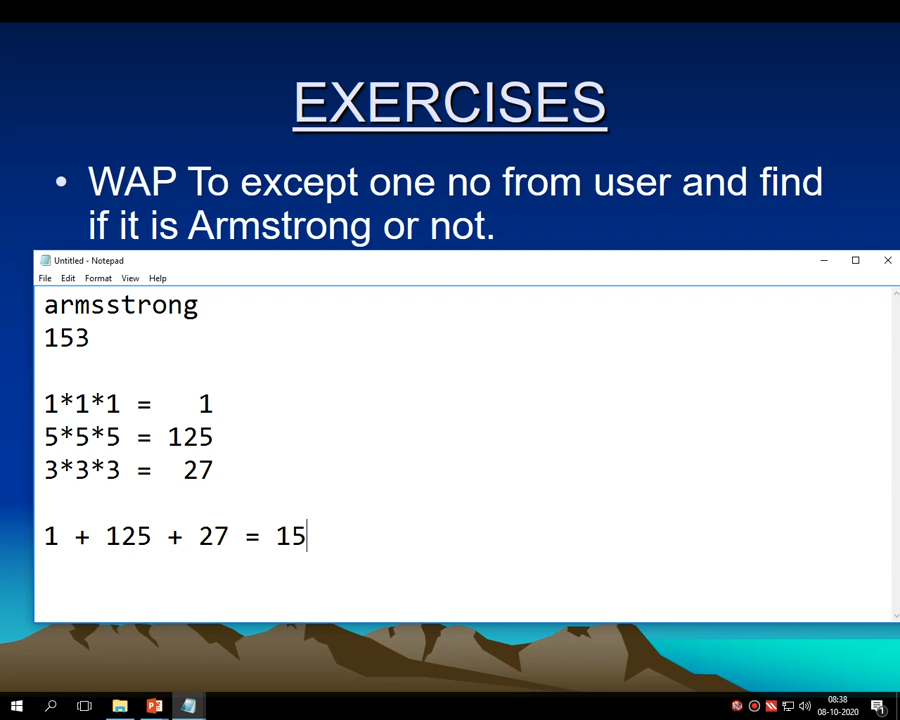 EXERCISES
• WAP To except one no from user and find
if it is Armstrong or not.
Untitled - Notepad
File Edit Format View Help
armsstrong
153
1*1*1 = 1
5*5*5 = 125
3*3*3 = 27
1 + 125 + 27 = 15
08:38
08-10-2020